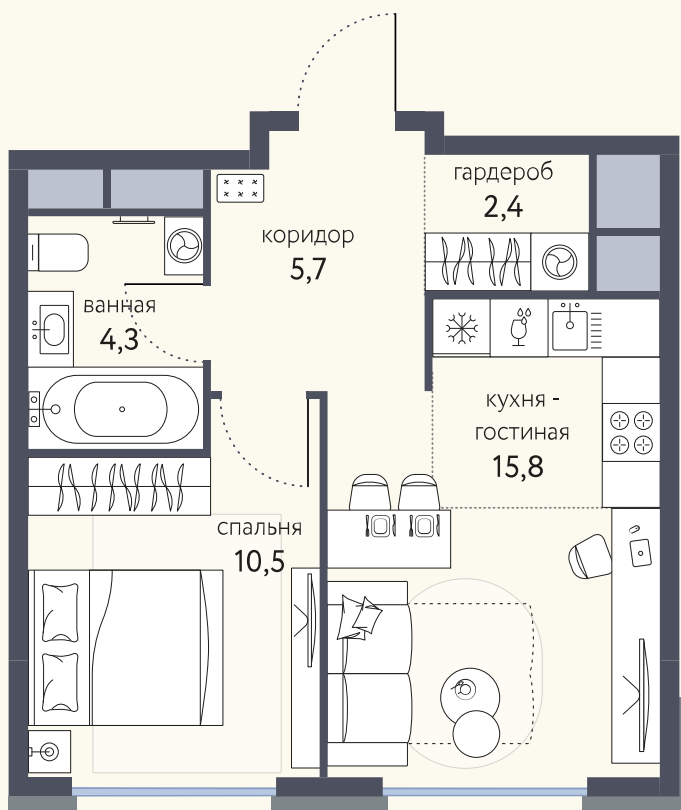 гардероб
2,4
коридор
5,7
ванная
4,3
кухня -
гостиная
15,8
спальня
10,5